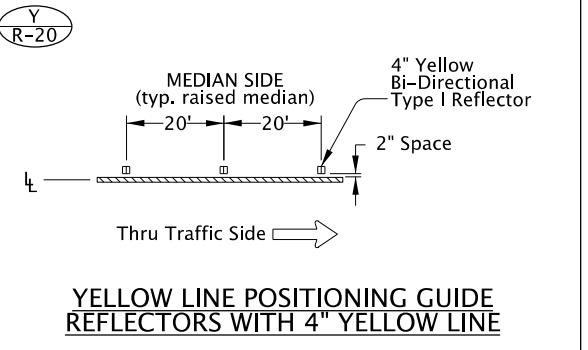 Y
R-20
MEDIAN SIDE
(typ. raised median)
20'
20'
4" Yellow
Bi-Directional
Type I Reflector
2" Space
LL
Thru Traffic Side
YELLOW LINE POSITIONING GUIDE
REFLECTORS WITH 4" YELLOW LINE